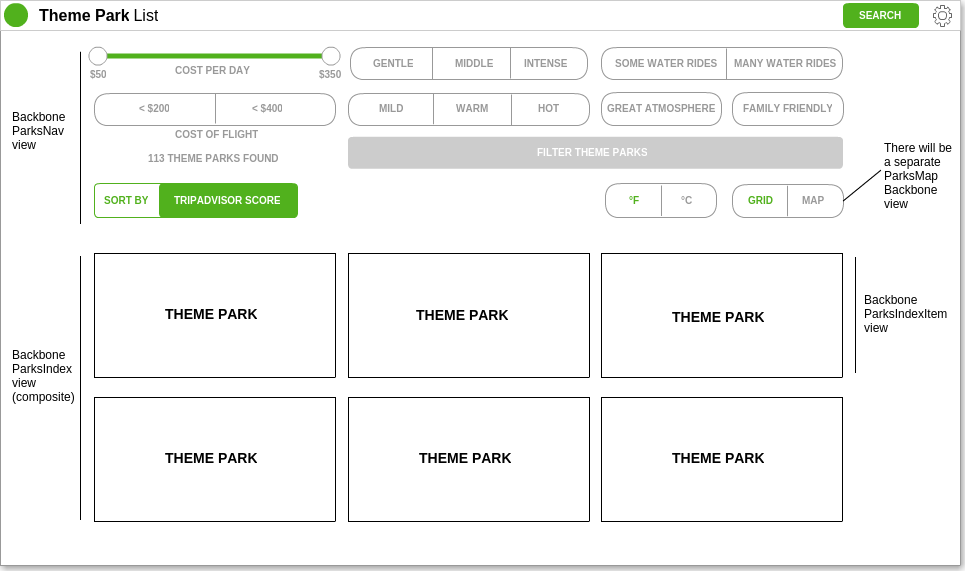 Theme Park List
SEARCH
$50
COST PER DAY
$350
GENTLE
MIDDLE
INTENSE
SOME WATER RIDES
MANY WATER RIDES
< $200
< $400
COST OF FLIGHT
MILD
WARM
HOT
GREAT ATMOSPHERE
FAMILY FRIENDLY
113 THEME PARKS FOUND
FILTER THEME PARKS
SORT BY
TRIPADVISOR SCORE
°F
°C
GRID
MAP
Backbone
ParksNav
view
There will be
a separate
ParksMap
Backbone
view
THEME PARK
THEME PARK
THEME PARK
Backbone
ParksIndexItem
view
Backbone
ParksIndex
view
(composite)
THEME PARK
THEME PARK
THEME PARK